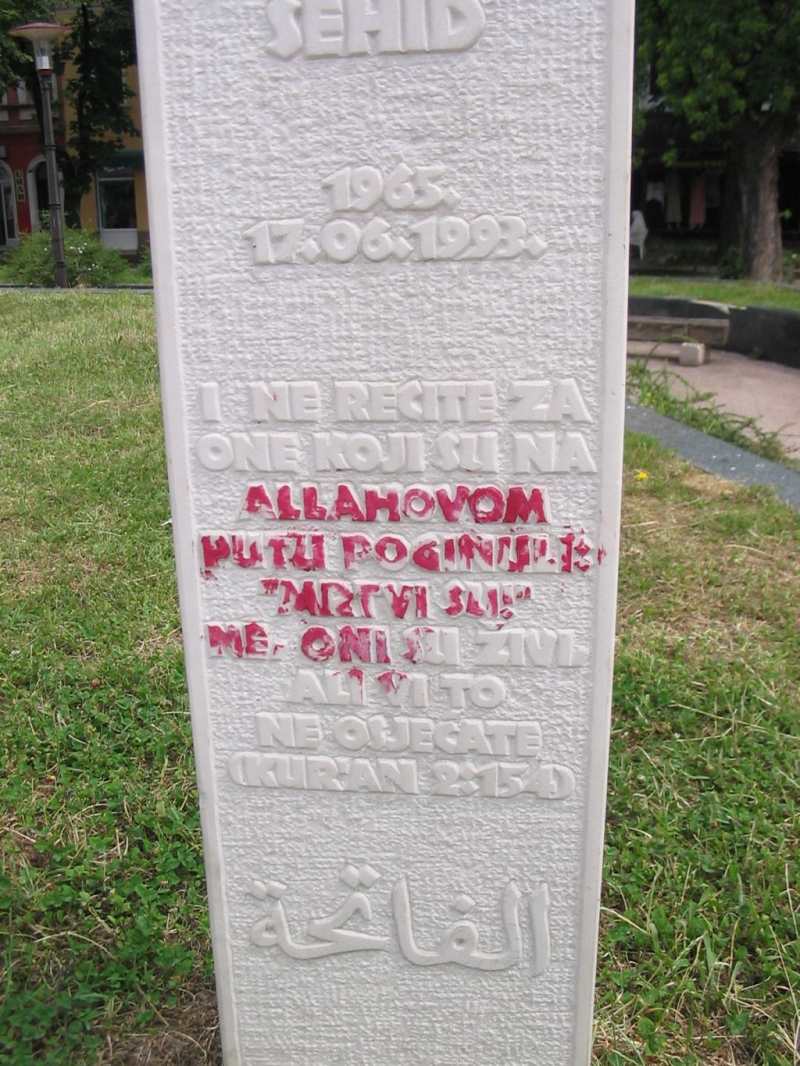 ŠEHID
1965.
17.06.1993.
I NE RECITE ZA
ONE KOJI SU NA
ALLAHOVOM
PUTU POGINULI:
"MRTVI SU!"
NE, ONI SU ŽIVI,
ALI VI TO
NE OSJEĆATE
(KUR'AN 2:154)
الفاتحة